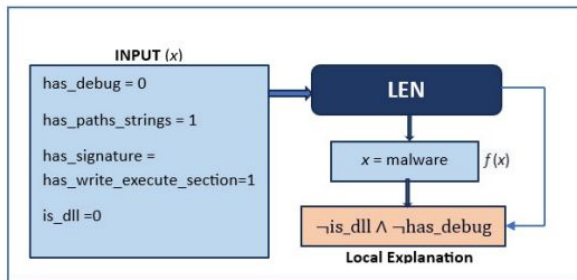 INPUT (x)
has_debug = 0
has_paths_strings = 1
has_signature =
has_write_execute_section=1
is_dll =0
LEN
x = malware
f(x)
¬is_dll ∧ ¬has_debug
Local Explanation